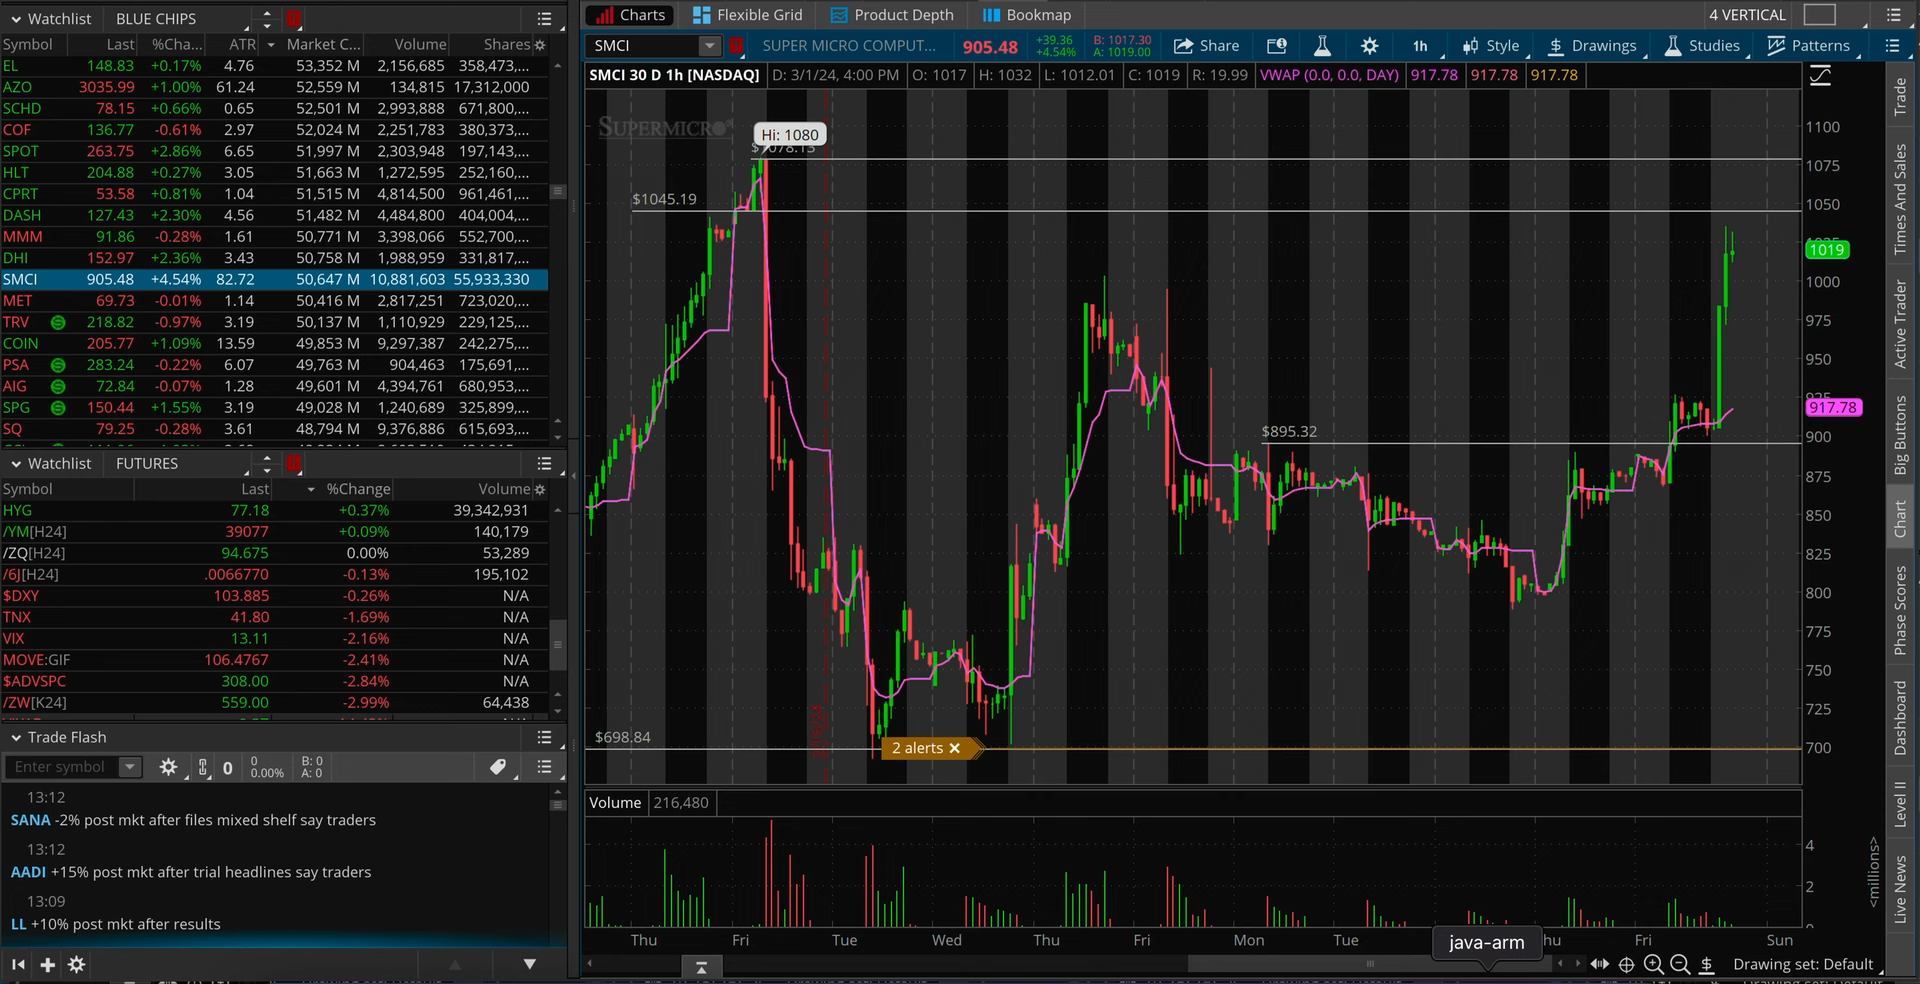 Watchlist BLUE CHIPS
Symbol Last %Cha... ATR Market C... Volume Shares
EL 148.83 +0.17% 4.76 53,352 M 2,156,685 358,473,...
AZO 3035.99 +1.00% 61.24 52,559 M 134,815 17,312,000
SCHD 78.15 +0.66% 0.65 52,501 M 2,993,888 671,800,...
COF 136.77 -0.61% 2.97 52,024 M 2,251,783 380,373,...
SPOT 263.75 +2.86% 6.65 51,997 M 2,303,948 197,143,...
HLT 204.88 +0.27% 3.05 51,663 M 1,272,595 252,160,...
CPRT 53.58 +0.81% 1.04 51,515 M 4,814,500 961,461,...
DASH 127.43 +2.30% 4.56 51,482 M 4,484,800 404,004,...
MMM 91.86 -0.28% 1.61 50,771 M 3,398,066 552,700,...
DHI 152.97 +2.36% 3.43 50,758 M 1,988,959 331,817,...
SMCI 905.48 +4.54% 82.72 50,647 M 10,881,603 55,933,330
MET 69.73 -0.01% 1.14 50,416 M 2,817,251 723,020,...
TRV 218.82 -0.97% 3.19 50,137 M 1,110,929 229,125,...
COIN 205.77 +1.09% 13.59 49,853 M 9,297,387 242,275,...
PSA 283.24 -0.22% 6.07 49,763 M 904,463 175,691,...
AIG 72.84 -0.07% 1.28 49,601 M 4,394,761 680,953,...
SPG 150.44 +1.55% 3.19 49,028 M 1,240,689 325,899,...
SQ 79.25 -0.28% 3.61 48,794 M 9,376,886 615,693,...
Watchlist FUTURES
Symbol Last %Change Volume
HYG 77.18 +0.37% 39,342,931
/YM[H24] 39077 +0.09% 140,179
/ZQ[H24] 94.675 0.00% 53,289
/6J[H24] .0066770 -0.13% 195,102
$DXY 103.885 -0.26% N/A
TNX 41.80 -1.69% N/A
VIX 13.11 -2.16% N/A
MOVE:GIF 106.4767 -2.41% N/A
$ADVSPC 308.00 -2.84% N/A
/ZW[K24] 559.00 -2.99% 64,438
Trade Flash
Enter symbol 0 0 0.00% B: 0 A: 0
13:12
SANA -2% post mkt after files mixed shelf say traders
13:12
AADI +15% post mkt after trial headlines say traders
13:09
LL +10% post mkt after results
Charts Flexible Grid Product Depth Bookmap 4 VERTICAL
SMCI SUPER MICRO COMPUT... 905.48 +39.36 +4.54% B: 1017.30 A: 1019.00 Share 1h Style Drawings Studies Patterns
SMCI 30 D 1h [NASDAQ] D: 3/1/24, 4:00 PM O: 1017 H: 1032 L: 1012.01 C: 1019 R: 19.99 VWAP (0.0, 0.0, DAY) 917.78 917.78 917.78
SUPERMICRO
Hi: 1080
$1078.13
$1045.19
$895.32
$698.84
2 alerts
1100
1075
1050
1019
1000
975
950
917.78
900
875
850
825
800
775
750
725
700
Volume 216,480
4
2
<millions>
Thu Fri Tue Wed Thu Fri Mon Tue Thu Fri Sun
java-arm
Drawing set: Default
Trade
Times And Sales
Active Trader
Big Buttons
Chart
Phase Scores
Dashboard
Level II
Live News